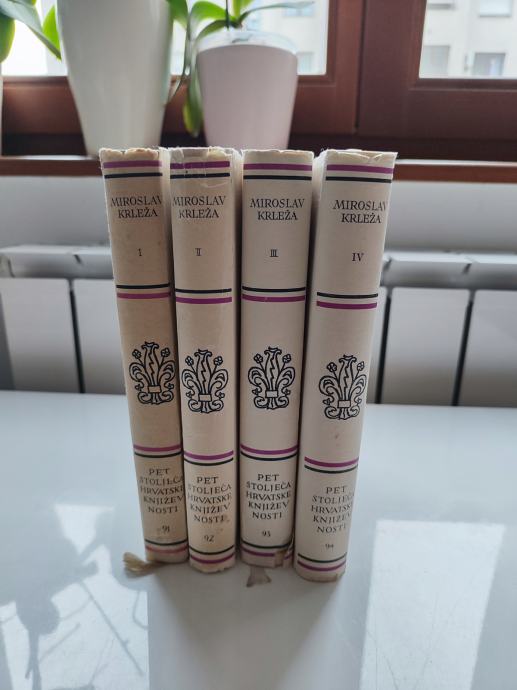 MIROSLAV
KRLEŽA
I
PET
STOLJEĆA
HRVATSKE
KNJIŽEV
NOSTI
91
MIROSLAV
KRLEŽA
II
PET
STOLJEĆA
HRVATSKE
KNJIŽEV
NOSTI
92
MIROSLAV
KRLEŽA
III
PET
STOLJEĆA
HRVATSKE
KNJIŽEV
NOSTI
93
MIROSLAV
KRLEŽA
IV
PET
STOLJEĆA
HRVATSKE
KNJIŽEV
NOSTI
94